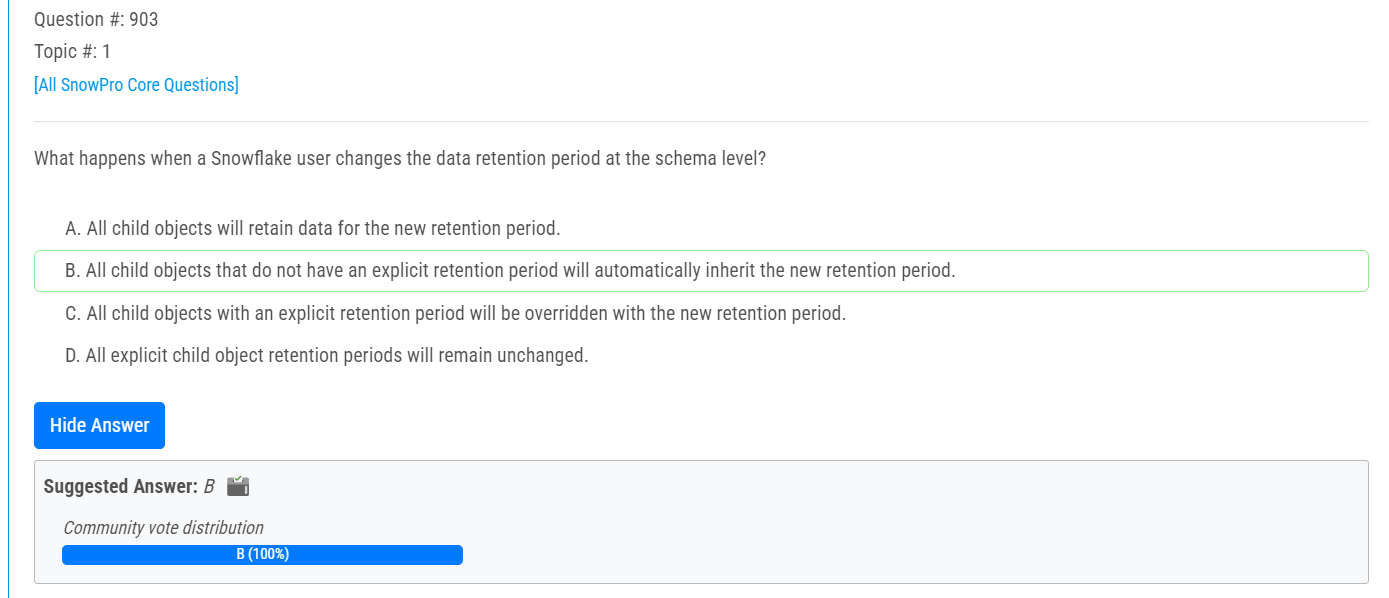 Question #: 903
Topic #: 1
[All SnowPro Core Questions]
What happens when a Snowflake user changes the data retention period at the schema level?
A. All child objects will retain data for the new retention period.
B. All child objects that do not have an explicit retention period will automatically inherit the new retention period.
C. All child objects with an explicit retention period will be overridden with the new retention period.
D. All explicit child object retention periods will remain unchanged.
Hide Answer
Suggested Answer: B
Community vote distribution
B (100%)